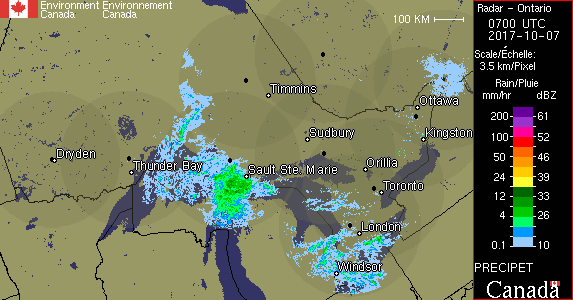 Environment Environnement
Canada Canada
100 KM
Timmins
Ottawa
Sudbury
Kingston
Dryden
Thunder Bay
Sault Ste. Marie
Orillia
Toronto
London
Windsor
Radar - Ontario
0700 UTC
2017-10-07
Scale/Échelle:
3.5 km/Pixel
Rain/Pluie
mm/hr dBZ
200 61
100 52
50 46
24 39
12 33
4 26
1 18
0.1 10
PRECIPET
Canada